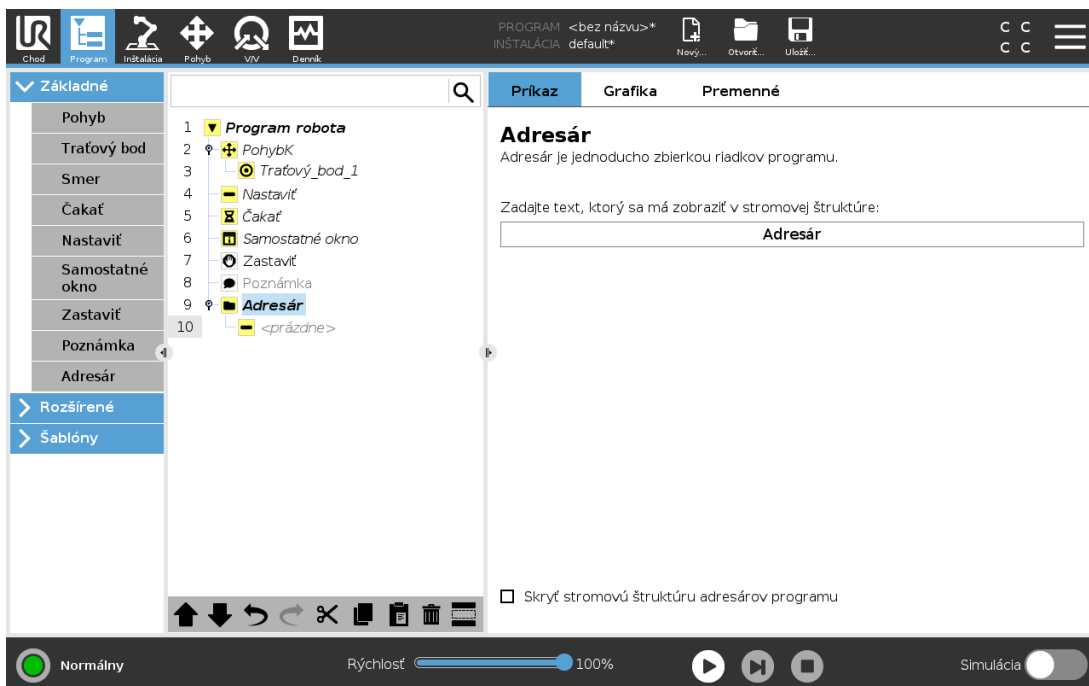 UR
PROGRAM <bez názvu>*
INŠTALÁCIA default*
C C
C C
Chod
Program
Inštalácia
Pohyb
V/V
Denník
Nový...
Otvoriť...
Uložiť...
Základné
Pohyb
Traťový bod
Smer
Čakať
Nastaviť
Samostatné
okno
Zastaviť
Poznámka
Adresár
Rozšírené
Šablóny
1 Program robota
2 PohybK
3 Traťový_bod_1
4 Nastaviť
5 Čakať
6 Samostatné okno
7 Zastaviť
8 Poznámka
9 Adresár
10 <prázdne>
Príkaz
Grafika
Premenné
Adresár
Adresár je jednoducho zbierkou riadkov programu.
Zadajte text, ktorý sa má zobraziť v stromovej štruktúre:
Adresár
Skryť stromovú štruktúru adresárov programu
Normálny
Rýchlosť
100%
Simulácia